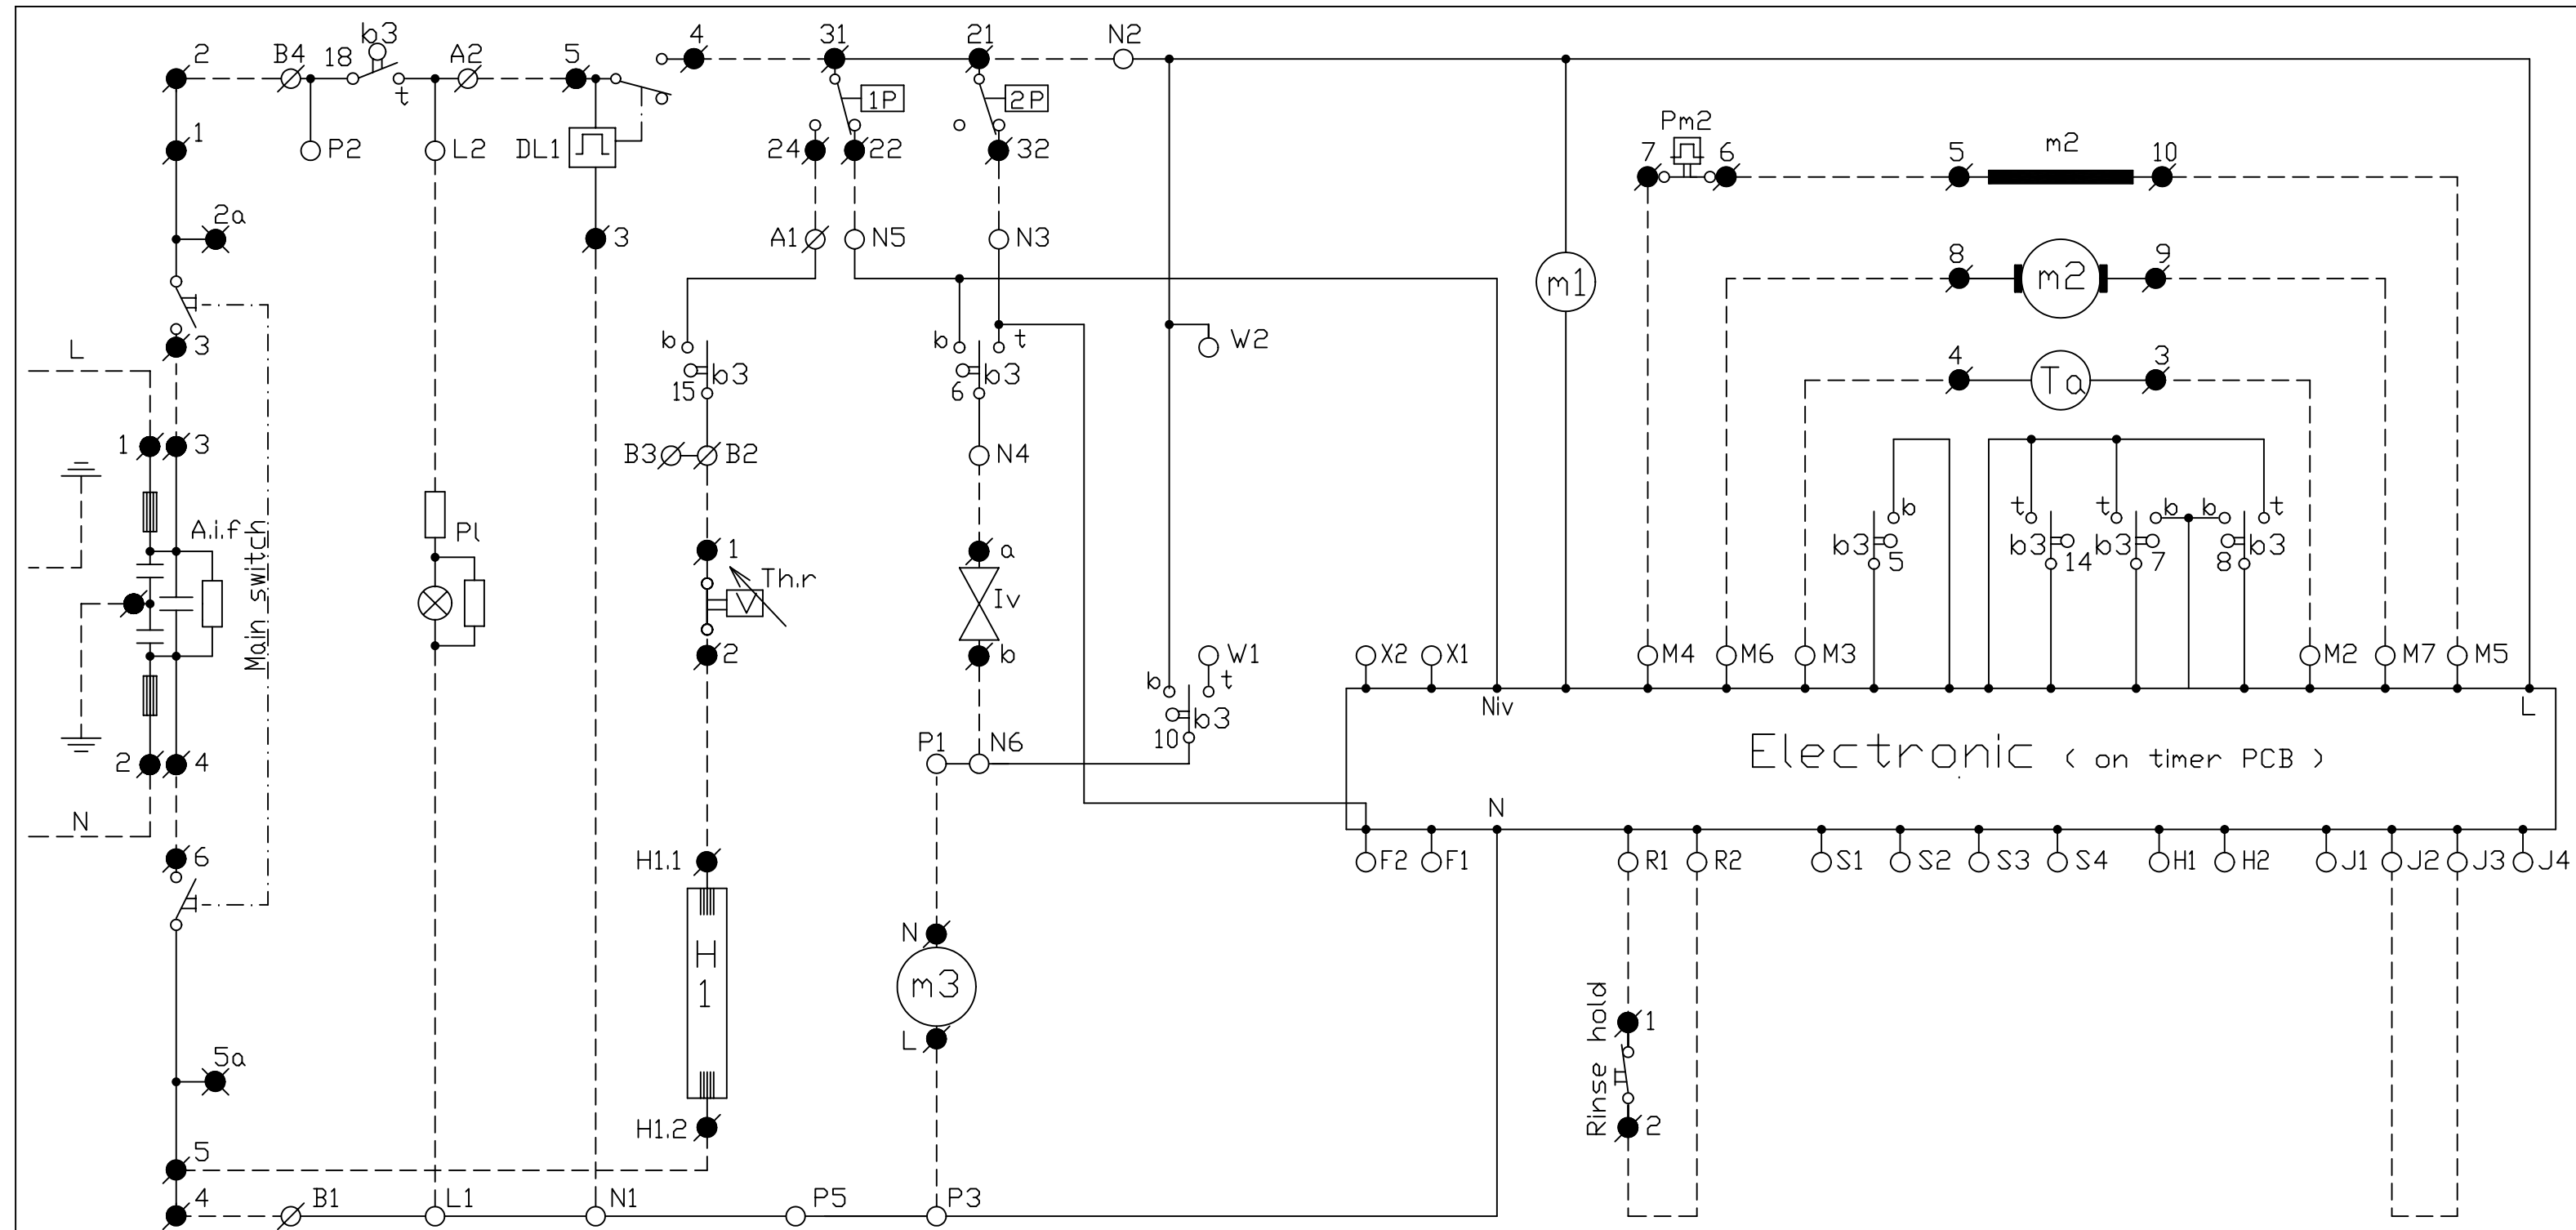 2 B4 18 b3 t A2 5 4 31 21 N2
1P 2P
1 P2 L2 DL1 24 22 32
Pm2 7 6 5 m2 10
2a 3 A1 N5 N3
m1 8 m2 9
3 b b3 15 b t b3 6 W2
4 Ta 3
L
1 3 B3 B2 N4
b b3 5 t b3 14 t b b3 7 b t b3 8
A.i.f
Main switch
Pl
1 Th.r 2
a Iv b
W1 b t b3 10
X2 X1 M4 M6 M3 M2 M7 M5
Niv L
2 4 P1 N6
Electronic ( on timer PCB )
N
N
6 H1.1 F2 F1 R1 R2 S1 S2 S3 S4 H1 H2 J1 J2 J3 J4
N
H
1
m3
L
Rinse hold
1
2
5a
H1.2
5
4 B1 L1 N1 P5 P3